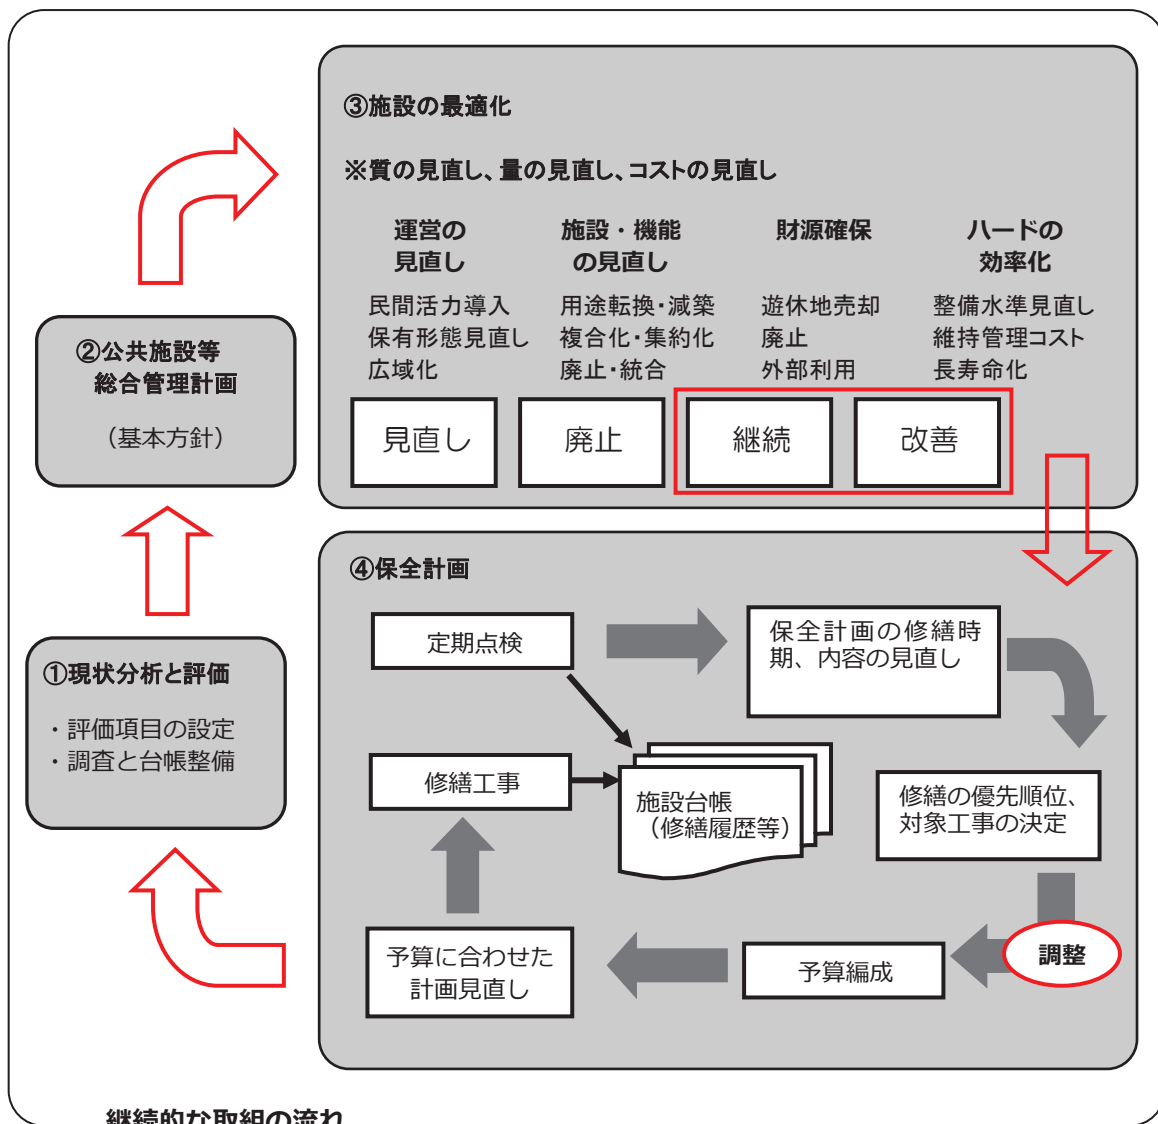 ③施設の最適化
※質の見直し、量の見直し、コストの見直し
運営の
見直し
民間活力導入
保有形態見直し
広域化
施設・機能
の見直し
用途転換・減築
複合化・集約化
廃止・統合
財源確保
遊休地売却
廃止
外部利用
ハードの
効率化
整備水準見直し
維持管理コスト
長寿命化
見直し
廃止
継続
改善
②公共施設等
総合管理計画
（基本方針）
①現状分析と評価
・評価項目の設定
・調査と台帳整備
④保全計画
定期点検
保全計画の修繕時
期、内容の見直し
修繕工事
施設台帳
（修繕履歴等）
修繕の優先順位、
対象工事の決定
調整
予算編成
予算に合わせた
計画見直し
継続的な取組の流れ